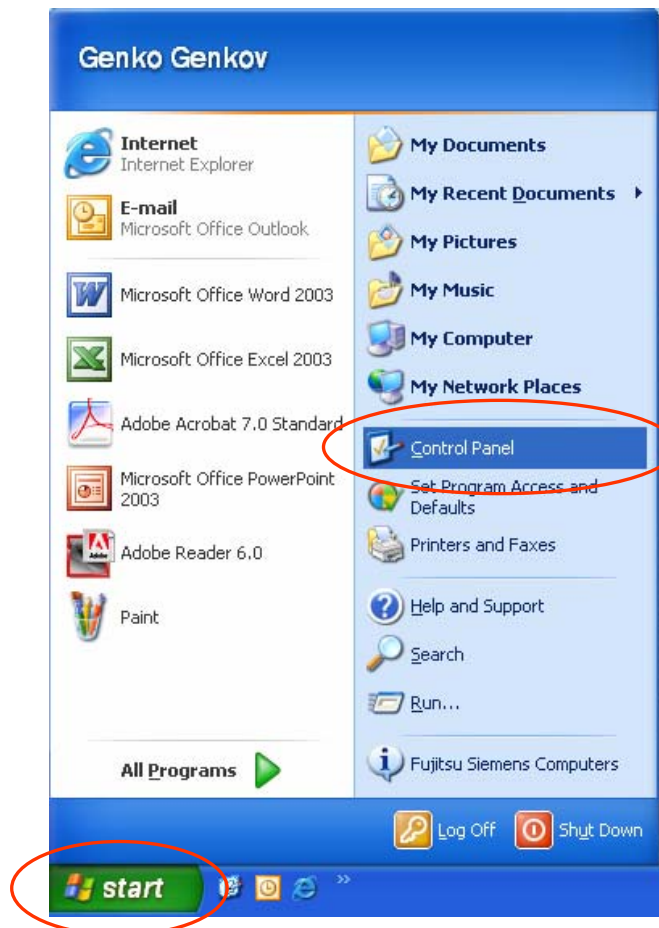 Genko Genkov
Internet
Internet Explorer
E-mail
Microsoft Office Outlook
Microsoft Office Word 2003
Microsoft Office Excel 2003
Adobe Acrobat 7.0 Standard
Microsoft Office PowerPoint
2003
Adobe Reader 6.0
Paint
All Programs
My Documents
My Recent Documents
My Pictures
My Music
My Computer
My Network Places
Control Panel
Set Program Access and
Defaults
Printers and Faxes
Help and Support
Search
Run...
Fujitsu Siemens Computers
Log Off
Shut Down
start